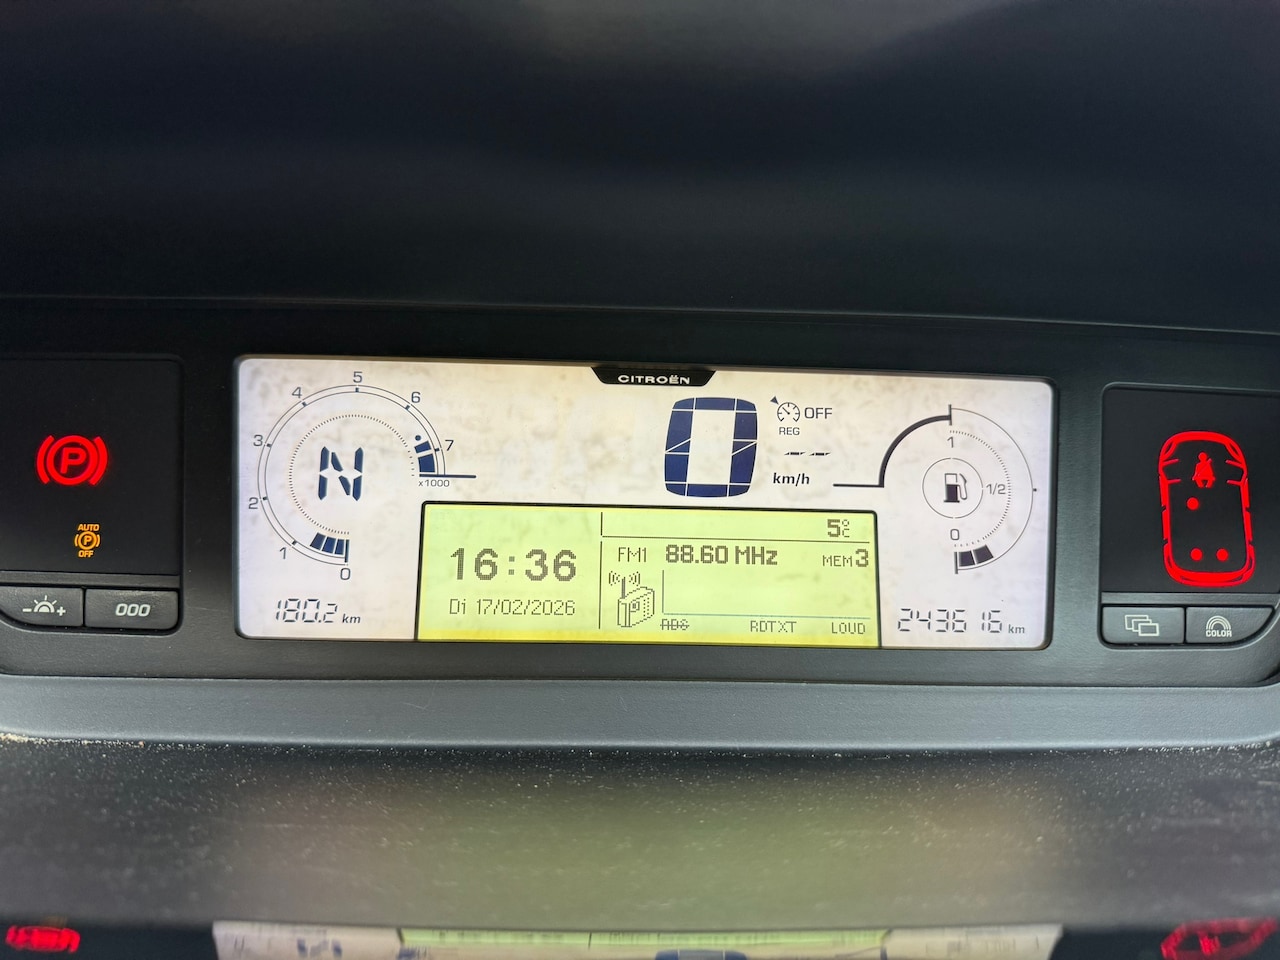 CITROËN
5
4
6
3
7
x1000
2
1
0
N
180.2 km
P
AUTO
P
OFF
- +
000
0
km/h
OFF
REG
-- --
16:36
Di 17/02/2026
5°C
FM1 88.60 MHz MEM3
RDS RDTXT LOUD
1
1/2
0
243616 km
COLOR